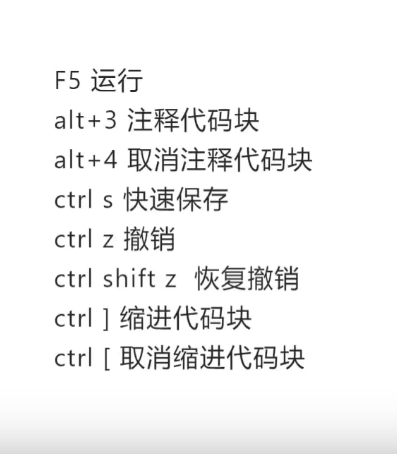 F5 运行
alt+3 注释代码块
alt+4 取消注释代码块
ctrl s 快速保存
ctrl z 撤销
ctrl shift z 恢复撤销
ctrl ] 缩进代码块
ctrl [ 取消缩进代码块